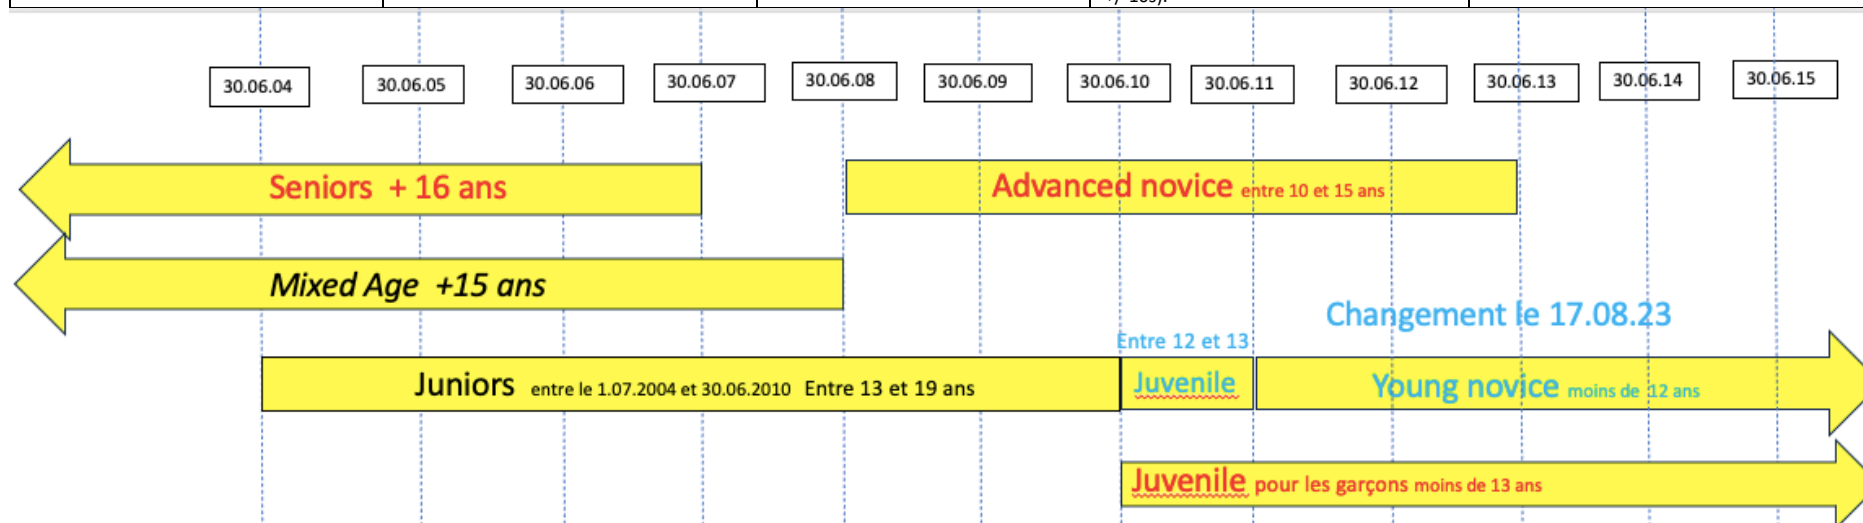 +/- 10s).
30.06.04 30.06.05 30.06.06 30.06.07 30.06.08 30.06.09 30.06.10 30.06.11 30.06.12 30.06.13 30.06.14 30.06.15
Seniors + 16 ans
Advanced novice entre 10 et 15 ans
Mixed Age +15 ans
Changement le 17.08.23
Entre 12 et 13
Juniors entre le 1.07.2004 et 30.06.2010 Entre 13 et 19 ans
Juvenile
Young novice moins de 12 ans
Juvenile pour les garçons moins de 13 ans